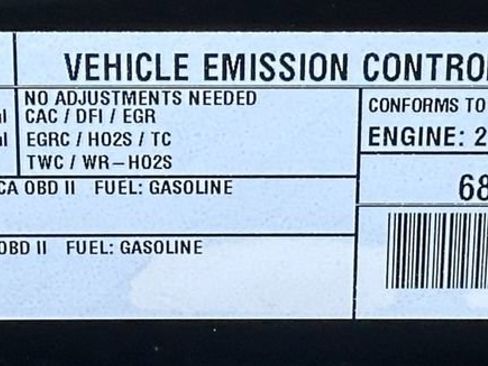 VEHICLE EMISSION CONTRO
NO ADJUSTMENTS NEEDED
CAC / DFI / EGR
EGRC / HO2S / TC
TWC / WR-HO2S
CA OBD II FUEL: GASOLINE
OBD II FUEL: GASOLINE
CONFORMS TO
ENGINE: 2
68